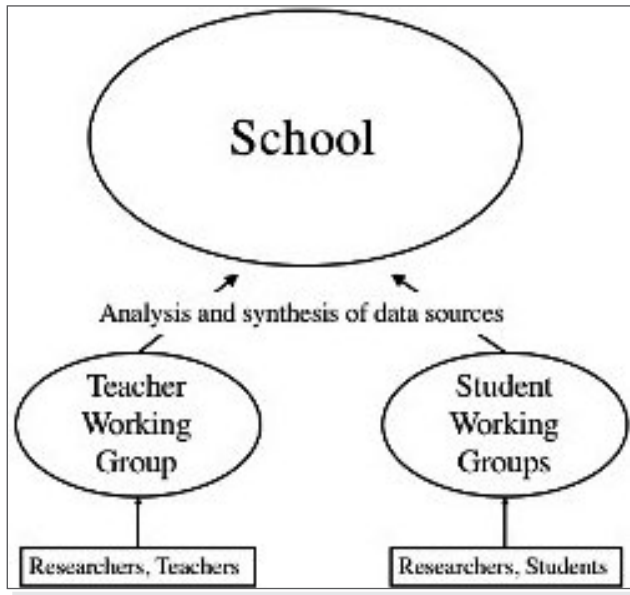 School
Analysis and synthesis of data sources
Teacher
Working
Group
Student
Working
Groups
Researchers, Teachers
Researchers, Students